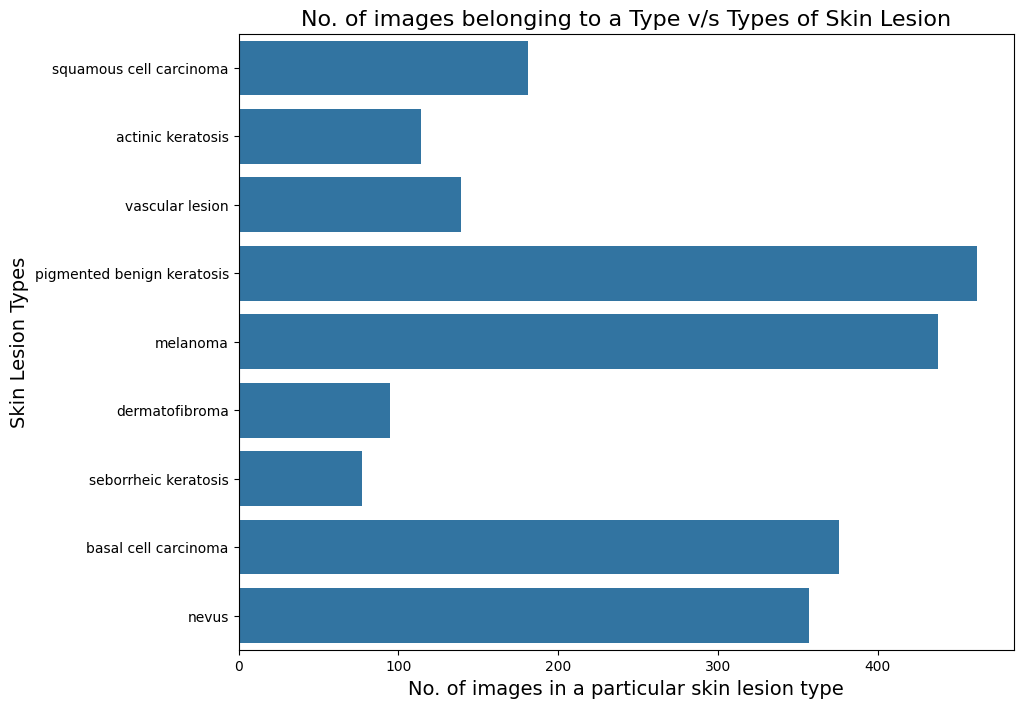 No. of images belonging to a Type v/s Types of Skin Lesion
Skin Lesion Types
squamous cell carcinoma
actinic keratosis
vascular lesion
pigmented benign keratosis
melanoma
dermatofibroma
seborrheic keratosis
basal cell carcinoma
nevus
0 100 200 300 400
No. of images in a particular skin lesion type